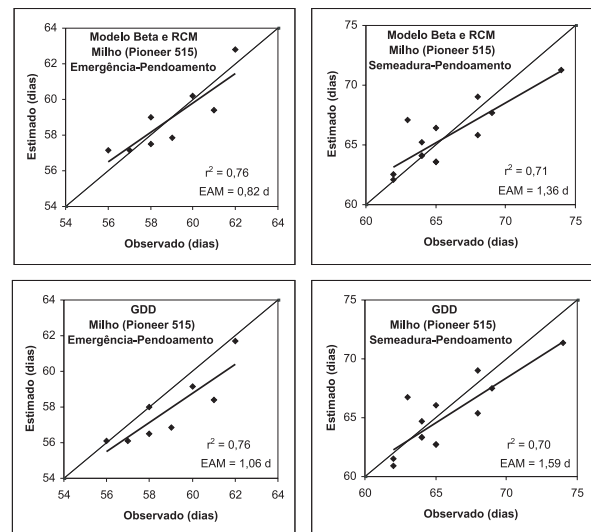 Modelo Beta e RCM
Milho (Pioneer 515)
Emergência-Pendoamento
Estimado (dias)
64
62
60
58
56
54
r² = 0,76
EAM = 0,82 d
54 56 58 60 62 64
Observado (dias)
Modelo Beta e RCM
Milho (Pioneer 515)
Semeadura-Pendoamento
Estimado (dias)
75
70
65
60
r² = 0,71
EAM = 1,36 d
60 65 70 75
Observado (dias)
GDD
Milho (Pioneer 515)
Emergência-Pendoamento
Estimado (dias)
64
62
60
58
56
54
r² = 0,76
EAM = 1,06 d
54 56 58 60 62 64
Observado (dias)
GDD
Milho (Pioneer 515)
Semeadura-Pendoamento
Estimado (dias)
75
70
65
60
r² = 0,70
EAM = 1,59 d
60 65 70 75
Observado (dias)